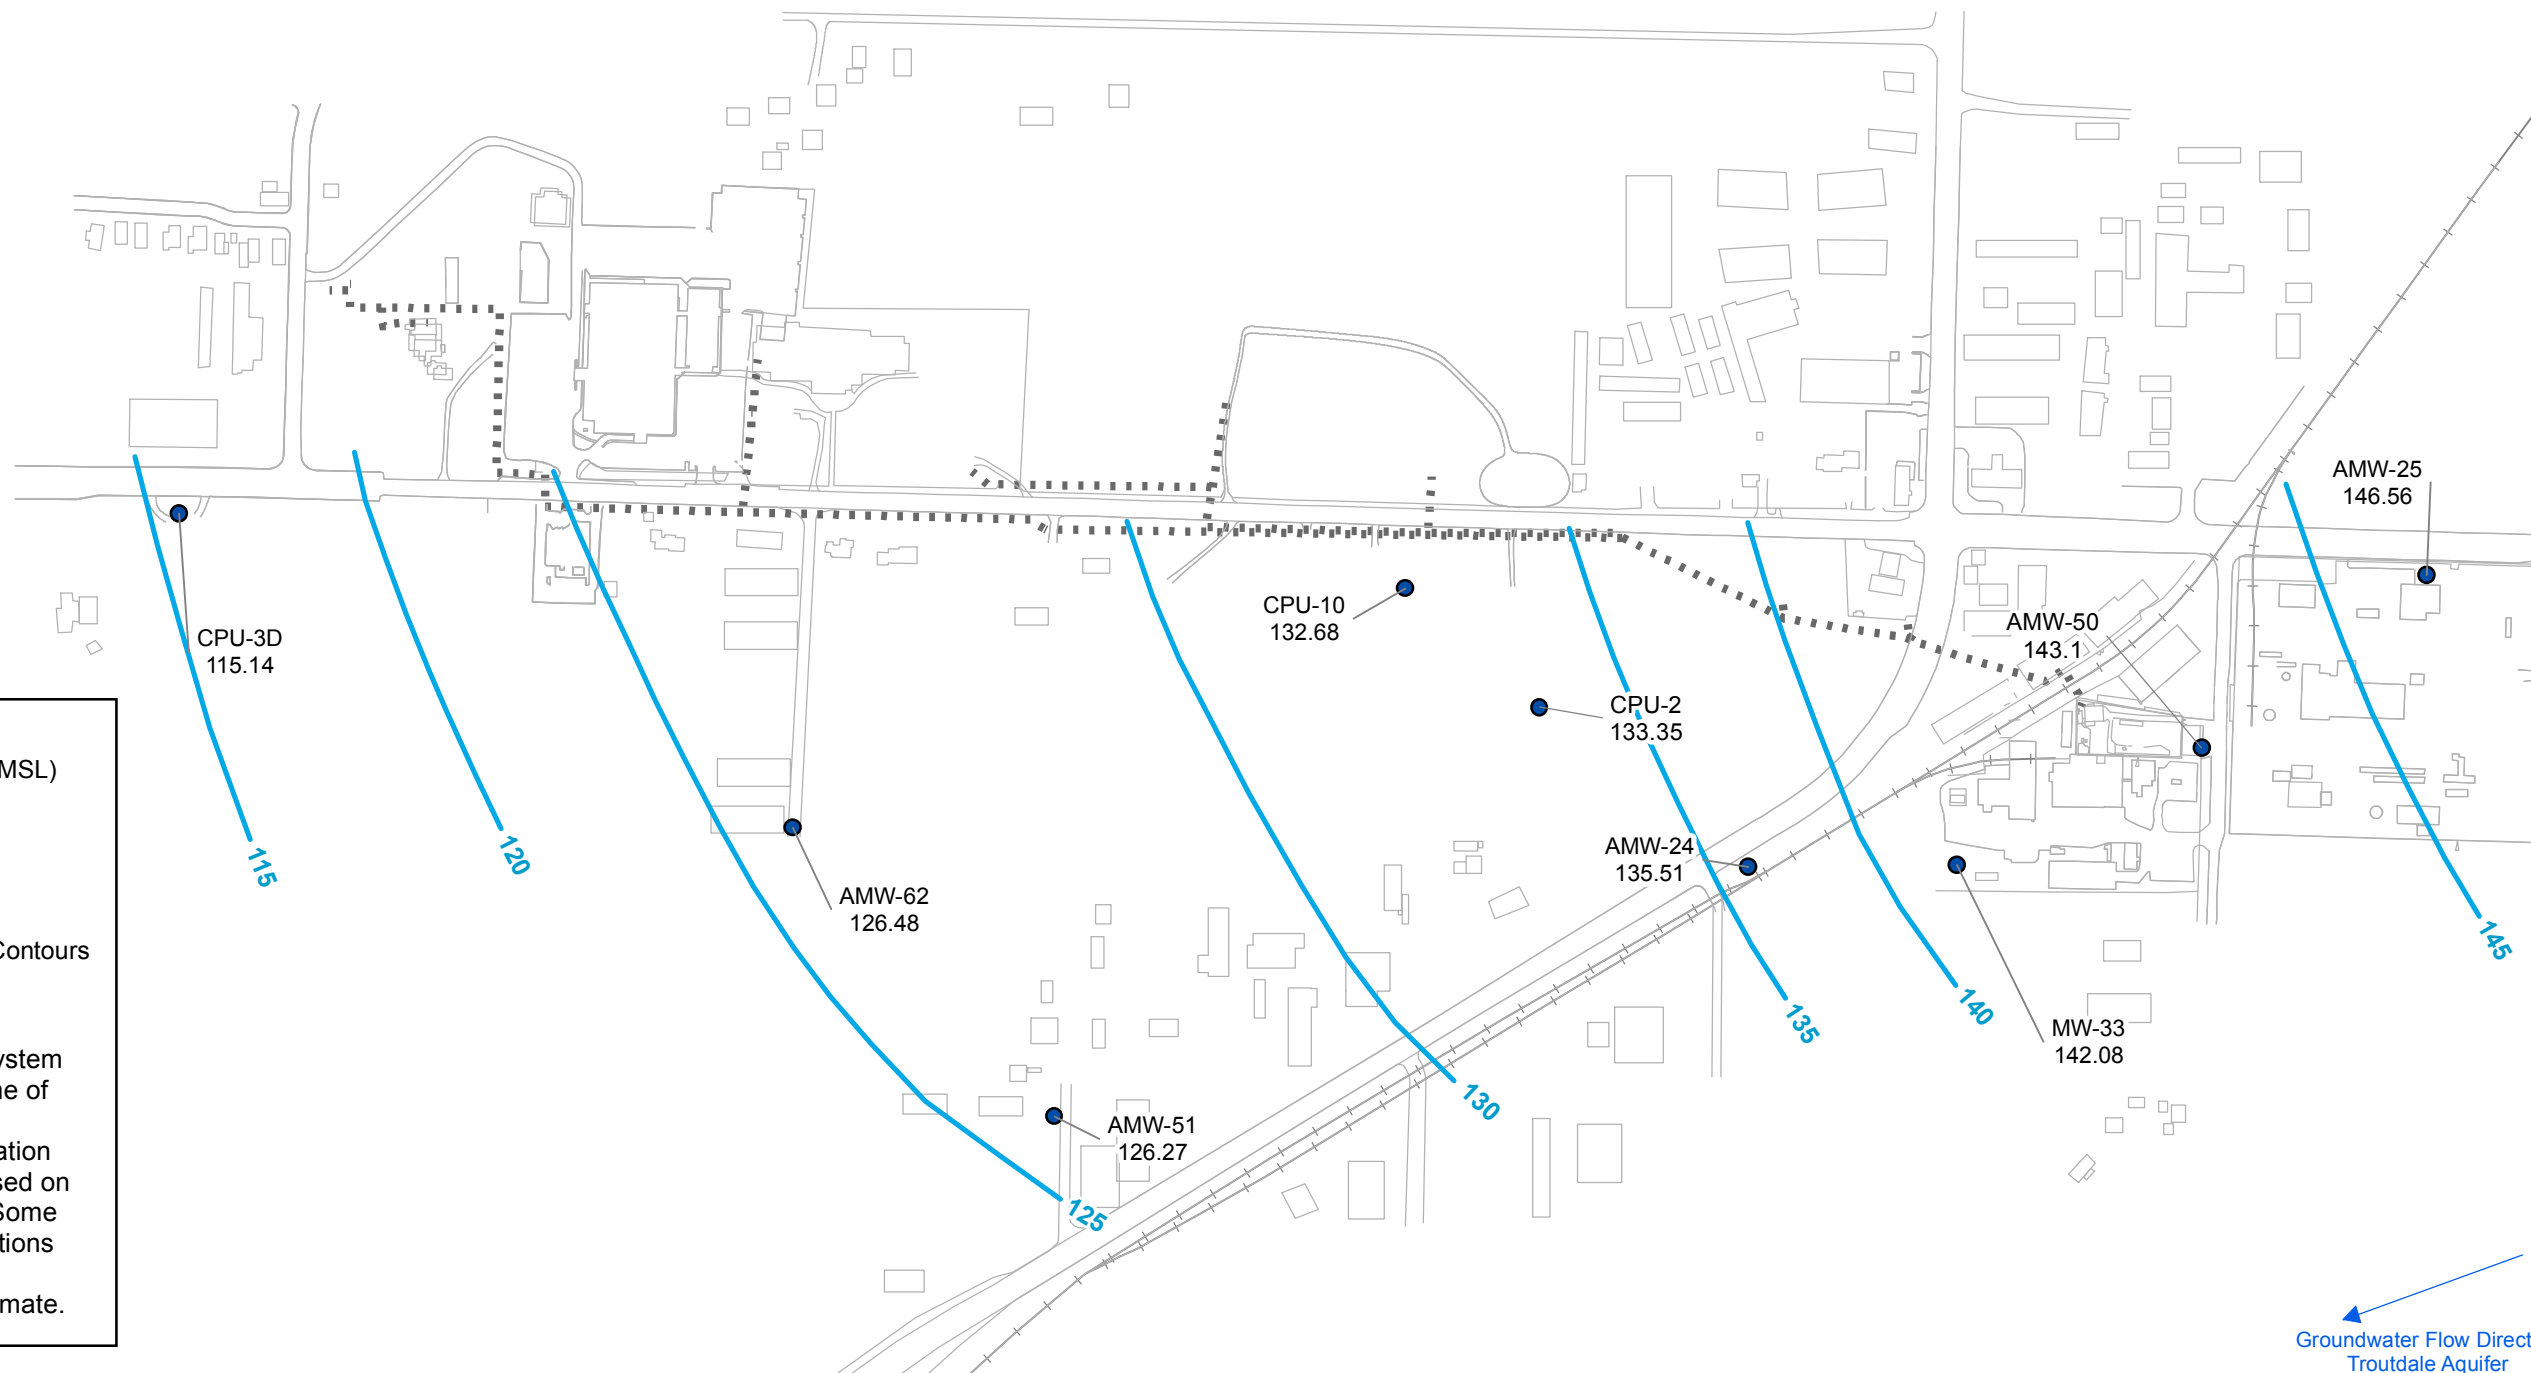 AMW-25
146.56
CPU-10
132.68
AMW-50
143.1
CPU-3D
115.14
CPU-2
133.35
MSL)
AMW-24
135.51
115
120
AMW-62
126.48
145
Contours
140
135
MW-33
142.08
ystem
ne of
130
AMW-51
126.27
ation
sed on
Some
125
tions
mate.
Groundwater Flow Direct
Troutdale Aquifer